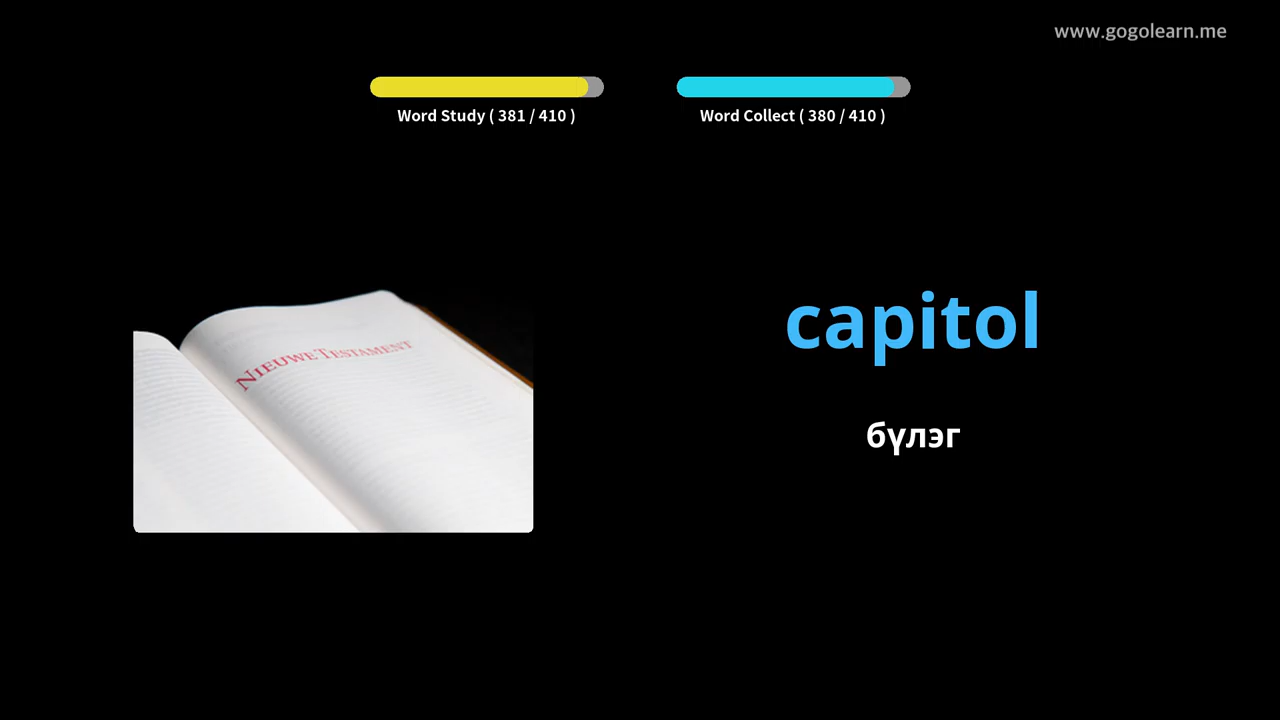 www.gogolearn.me
Word Study ( 381 / 410 )
Word Collect ( 380 / 410 )
NIEUWE TESTAMENT
capitol
бүлэг